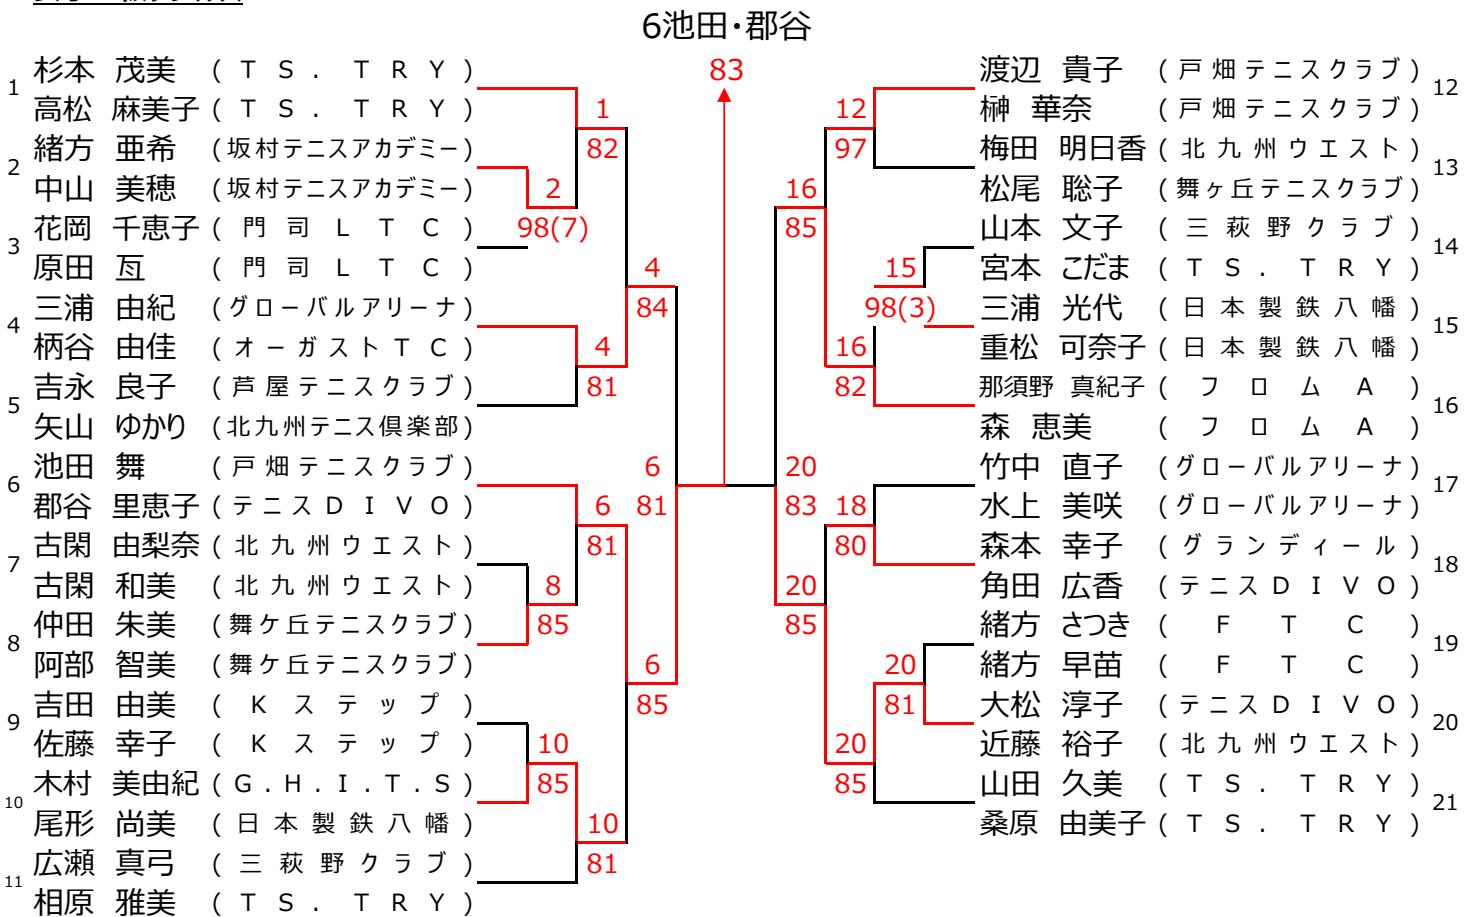 6池田・郡谷
83
1
杉本 茂美 (TS.TRY)
高松 麻美子 (TS.TRY)
2
緒方 亜希 (坂村テニスアカデミー)
中山 美穂 (坂村テニスアカデミー)
3
花岡 千恵子 (門司LTC)
原田 亙 (門司LTC)
4
三浦 由紀 (グローバルアリーナ)
柄谷 由佳 (オーガストTC)
5
吉永 良子 (芦屋テニスクラブ)
矢山 ゆかり (北九州テニス倶楽部)
6
池田 舞 (戸畑テニスクラブ)
郡谷 里恵子 (テニスDIVO)
7
古閑 由梨奈 (北九州ウエスト)
古閑 和美 (北九州ウエスト)
8
仲田 朱美 (舞ケ丘テニスクラブ)
阿部 智美 (舞ケ丘テニスクラブ)
9
吉田 由美 (Kステップ)
佐藤 幸子 (Kステップ)
10
木村 美由紀 (G.H.I.T.S)
尾形 尚美 (日本製鉄八幡)
11
広瀬 真弓 (三萩野クラブ)
相原 雅美 (TS.TRY)
1
82
2
98(7)
4
84
4
81
6
81
6
81
8
85
6
85
10
85
10
81
12
97
16
85
15
98(3)
16
82
20
83
18
80
20
85
20
81
20
85
渡辺 貴子 (戸畑テニスクラブ)
榊 華奈 (戸畑テニスクラブ)
12
梅田 明日香 (北九州ウエスト)
松尾 聡子 (舞ヶ丘テニスクラブ)
13
山本 文子 (三萩野クラブ)
宮本 こだま (TS.TRY)
14
三浦 光代 (日本製鉄八幡)
重松 可奈子 (日本製鉄八幡)
15
那須野 真紀子 (フロムA)
森 恵美 (フロムA)
16
竹中 直子 (グローバルアリーナ)
水上 美咲 (グローバルアリーナ)
17
森本 幸子 (グランディール)
角田 広香 (テニスDIVO)
18
緒方 さつき (FTC)
緒方 早苗 (FTC)
19
大松 淳子 (テニスDIVO)
近藤 裕子 (北九州ウエスト)
20
山田 久美 (TS.TRY)
桑原 由美子 (TS.TRY)
21